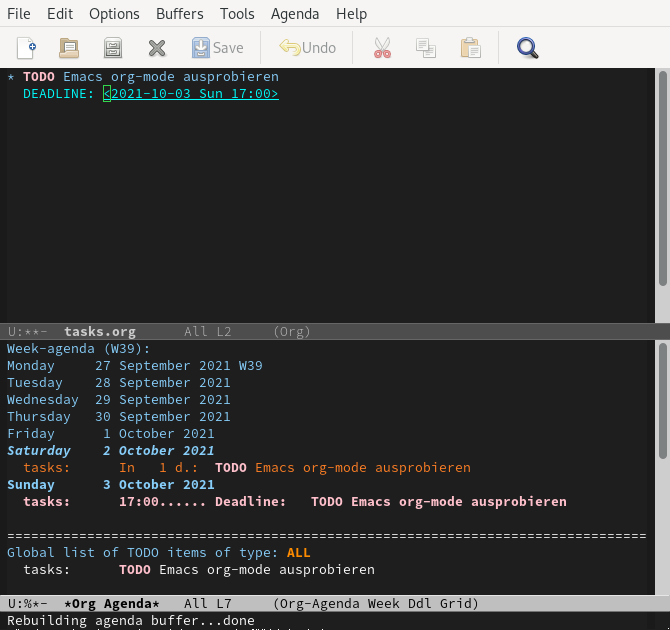 File Edit Options Buffers Tools Agenda Help
Save Undo
* TODO Emacs org-mode ausprobieren
DEADLINE: <2021-10-03 Sun 17:00>
U:**- tasks.org All L2 (Org)
Week-agenda (W39):
Monday 27 September 2021 W39
Tuesday 28 September 2021
Wednesday 29 September 2021
Thursday 30 September 2021
Friday 1 October 2021
Saturday 2 October 2021
tasks: In 1 d.: TODO Emacs org-mode ausprobieren
Sunday 3 October 2021
tasks: 17:00...... Deadline: TODO Emacs org-mode ausprobieren
================================================================================
Global list of TODO items of type: ALL
tasks: TODO Emacs org-mode ausprobieren
U:%*- *Org Agenda* All L7 (Org-Agenda Week Ddl Grid)
Rebuilding agenda buffer...done